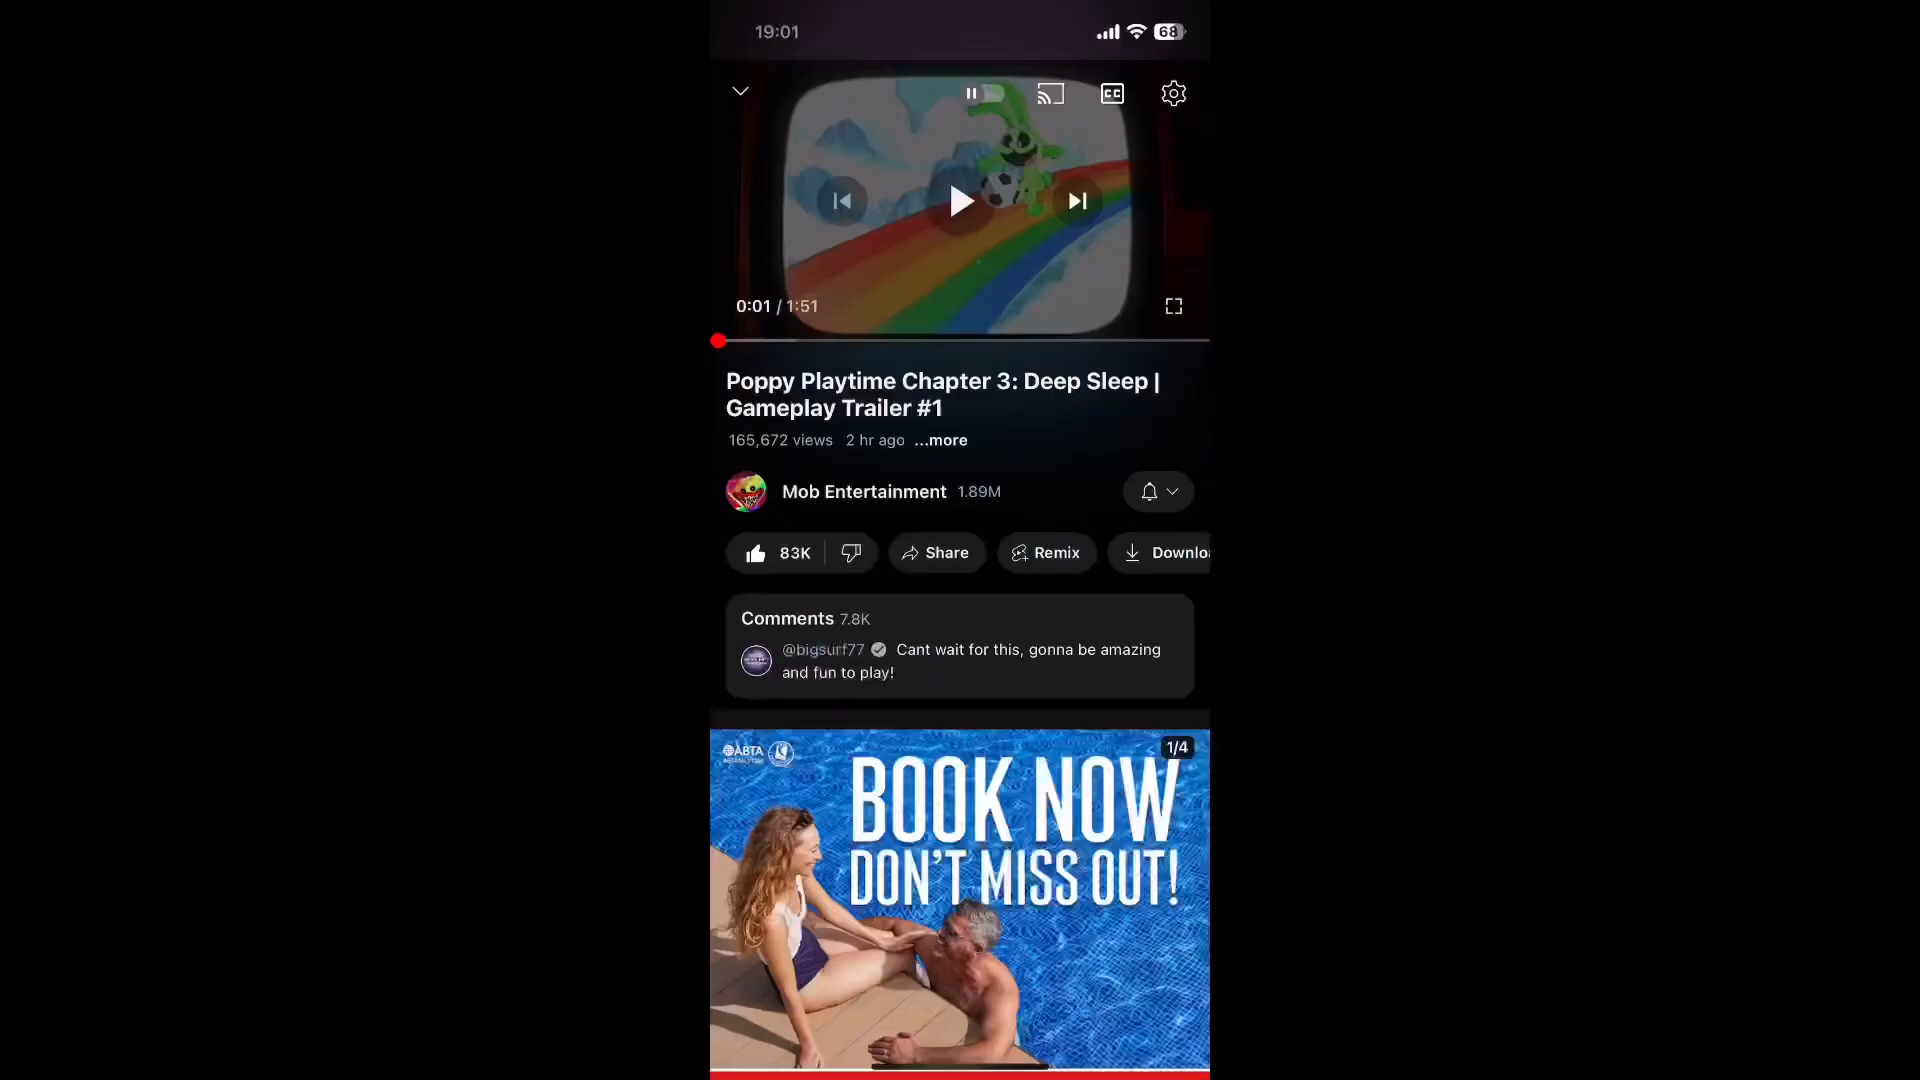 19:01
68
CC
0:01 / 1:51
Poppy Playtime Chapter 3: Deep Sleep |
Gameplay Trailer #1
165,672 views 2 hr ago ...more
Mob Entertainment 1.89M
83K Share Remix Downlo
Comments 7.8K
@bigsurf77 Cant wait for this, gonna be amazing
and fun to play!
ABTA
1/4
BOOK NOW
DON'T MISS OUT!